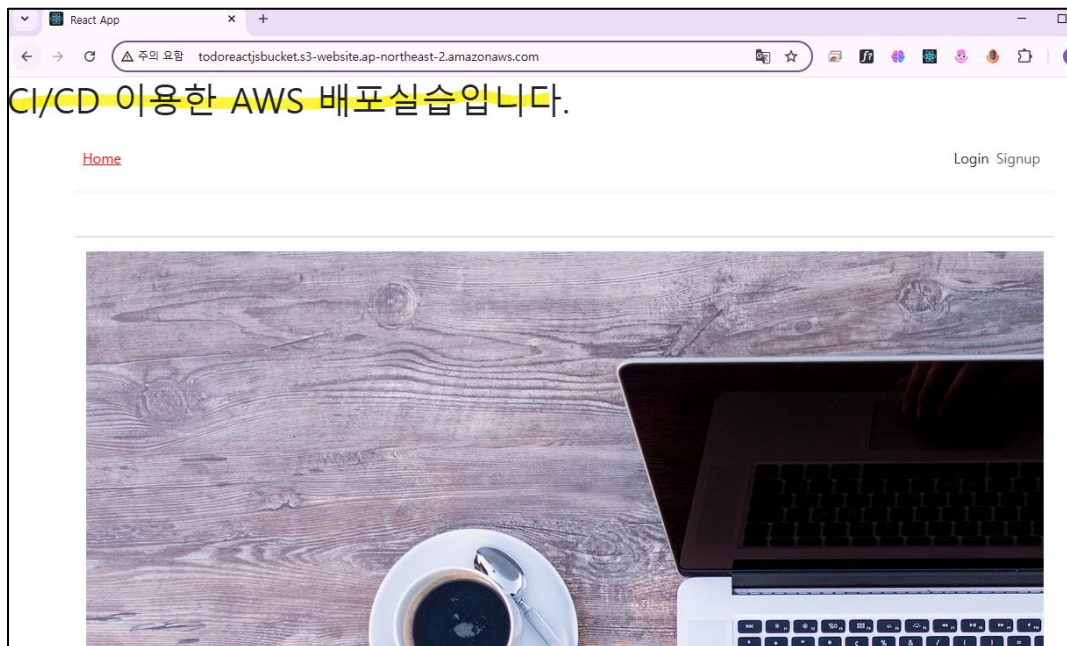 React App
주의 요함 todoreactjsbucket.s3-website.ap-northeast-2.amazonaws.com
CI/CD 이용한 AWS 배포실습입니다.
Home Login Signup